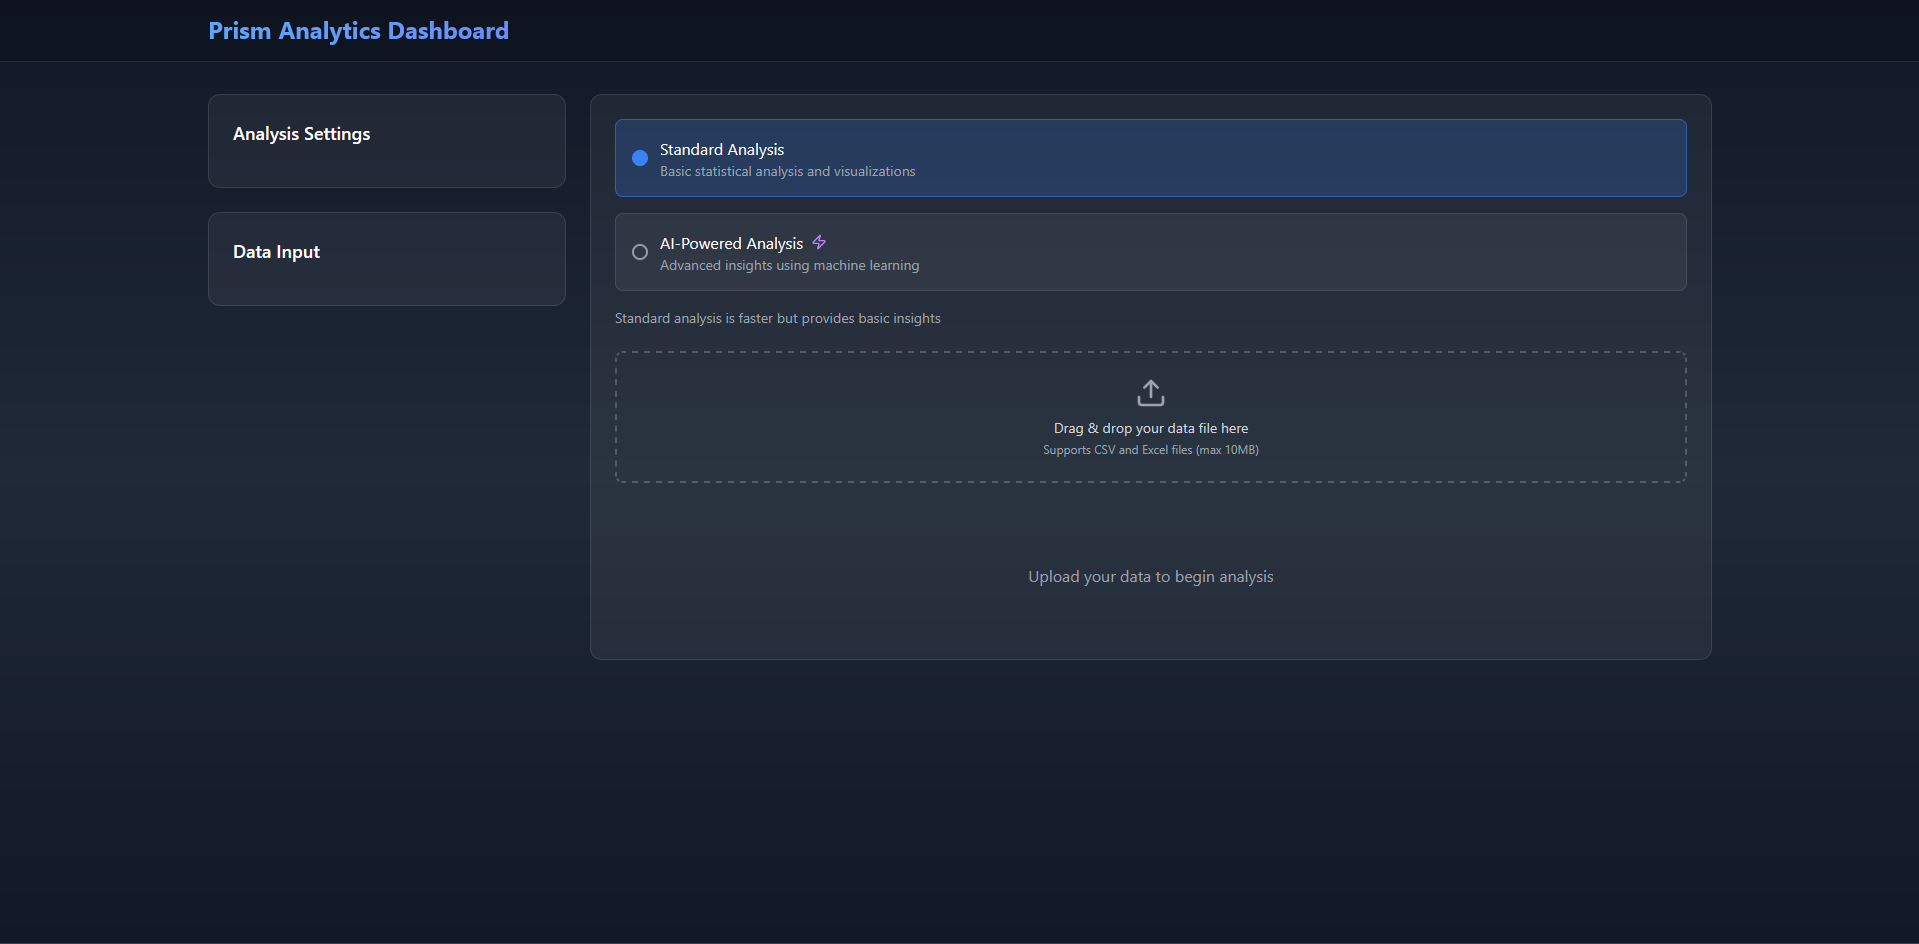 Prism Analytics Dashboard
Analysis Settings
Data Input
Standard Analysis
Basic statistical analysis and visualizations
AI-Powered Analysis
Advanced insights using machine learning
Standard analysis is faster but provides basic insights
Drag & drop your data file here
Supports CSV and Excel files (max 10MB)
Upload your data to begin analysis